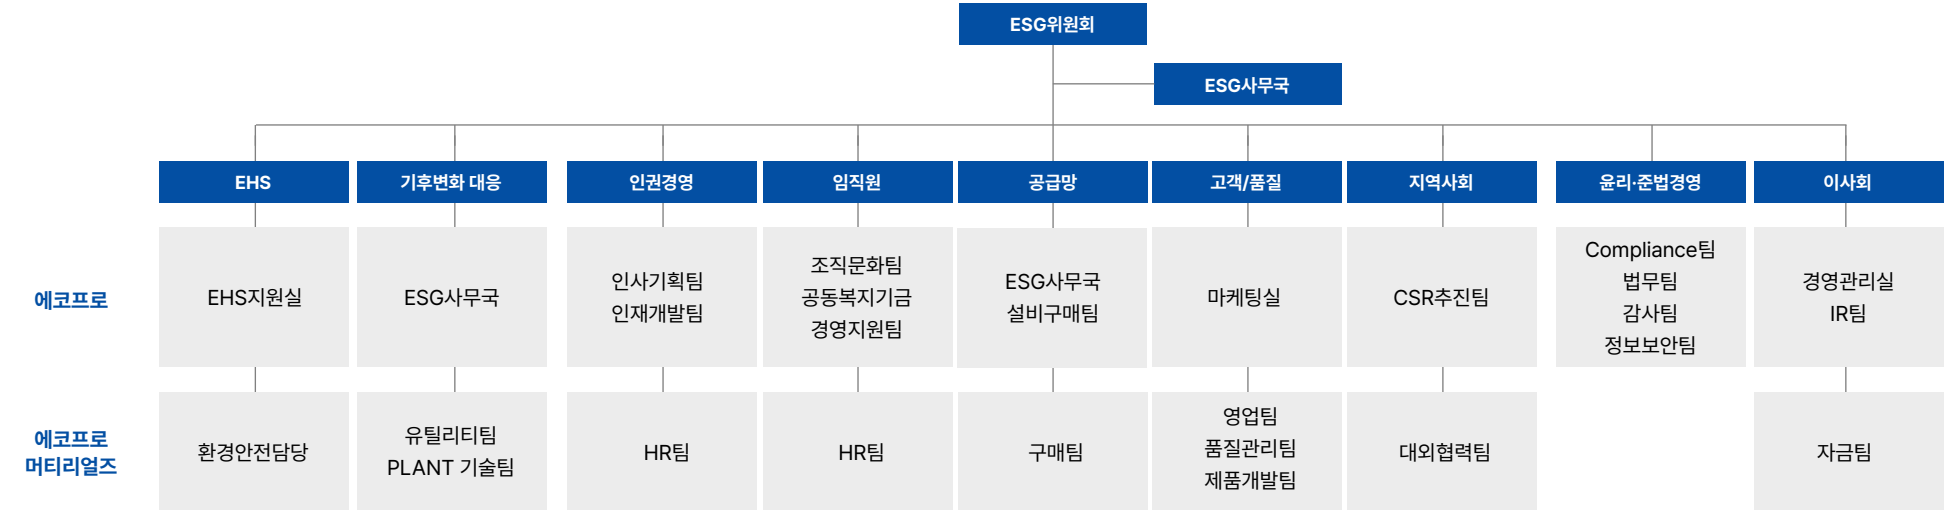 ESG위원회
ESG사무국
EHS
기후변화 대응
인권경영
임직원
공급망
고객/품질
지역사회
윤리·준법경영
이사회
에코프로
EHS지원실
ESG사무국
인사기획팀
인재개발팀
조직문화팀
공동복지기금
경영지원팀
ESG사무국
설비구매팀
마케팅실
CSR추진팀
Compliance팀
법무팀
감사팀
정보보안팀
경영관리실
IR팀
에코프로
머티리얼즈
환경안전담당
유틸리티팀
PLANT 기술팀
HR팀
HR팀
구매팀
영업팀
품질관리팀
제품개발팀
대외협력팀
자금팀